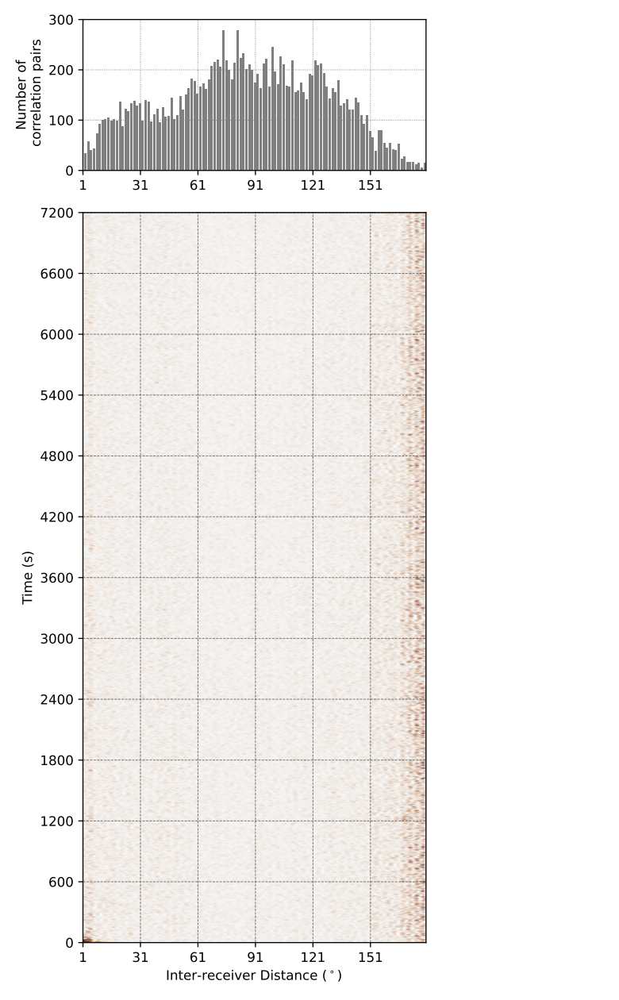 300
200
100
0
Number of
correlation pairs
1 31 61 91 121 151
7200
6600
6000
5400
4800
4200
3600
3000
2400
1800
1200
600
0
Time (s)
1 31 61 91 121 151
Inter-receiver Distance (°)